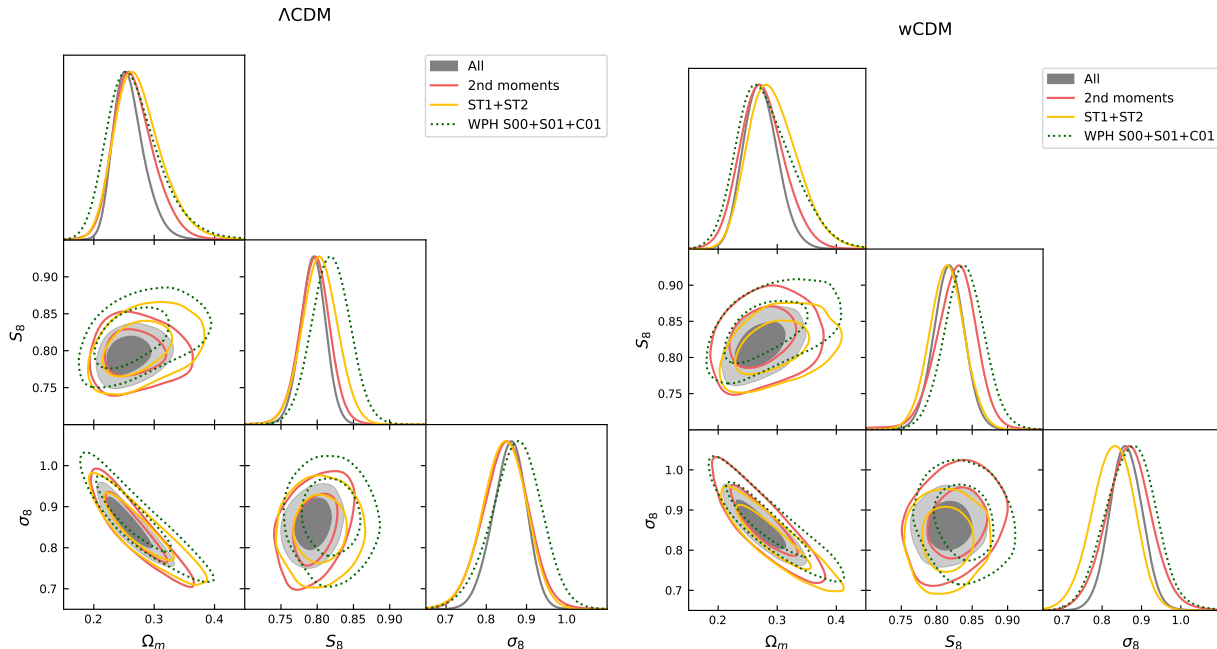 ΛCDM
All
2nd moments
ST1+ST2
WPH S00+S01+C01
0.90
0.85
0.80
0.75
S₈
1.0
0.9
0.8
0.7
σ₈
0.2 0.3 0.4
0.75 0.80 0.85 0.90
0.7 0.8 0.9 1.0
Ωₘ
S₈
σ₈
wCDM
All
2nd moments
ST1+ST2
WPH S00+S01+C01
0.90
0.85
0.80
0.75
S₈
1.0
0.9
0.8
0.7
σ₈
0.2 0.3 0.4
0.75 0.80 0.85 0.90
0.7 0.8 0.9 1.0
Ωₘ
S₈
σ₈